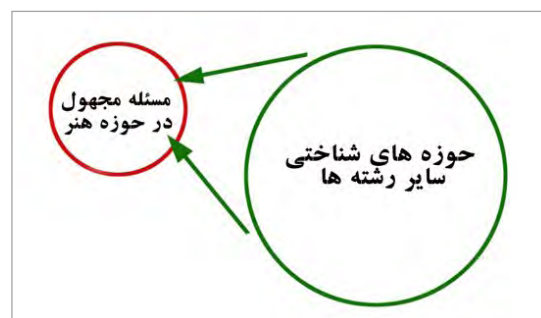 مسئله مجهول
در حوزه هنر
حوزه های شناختی
سایر رشته ها